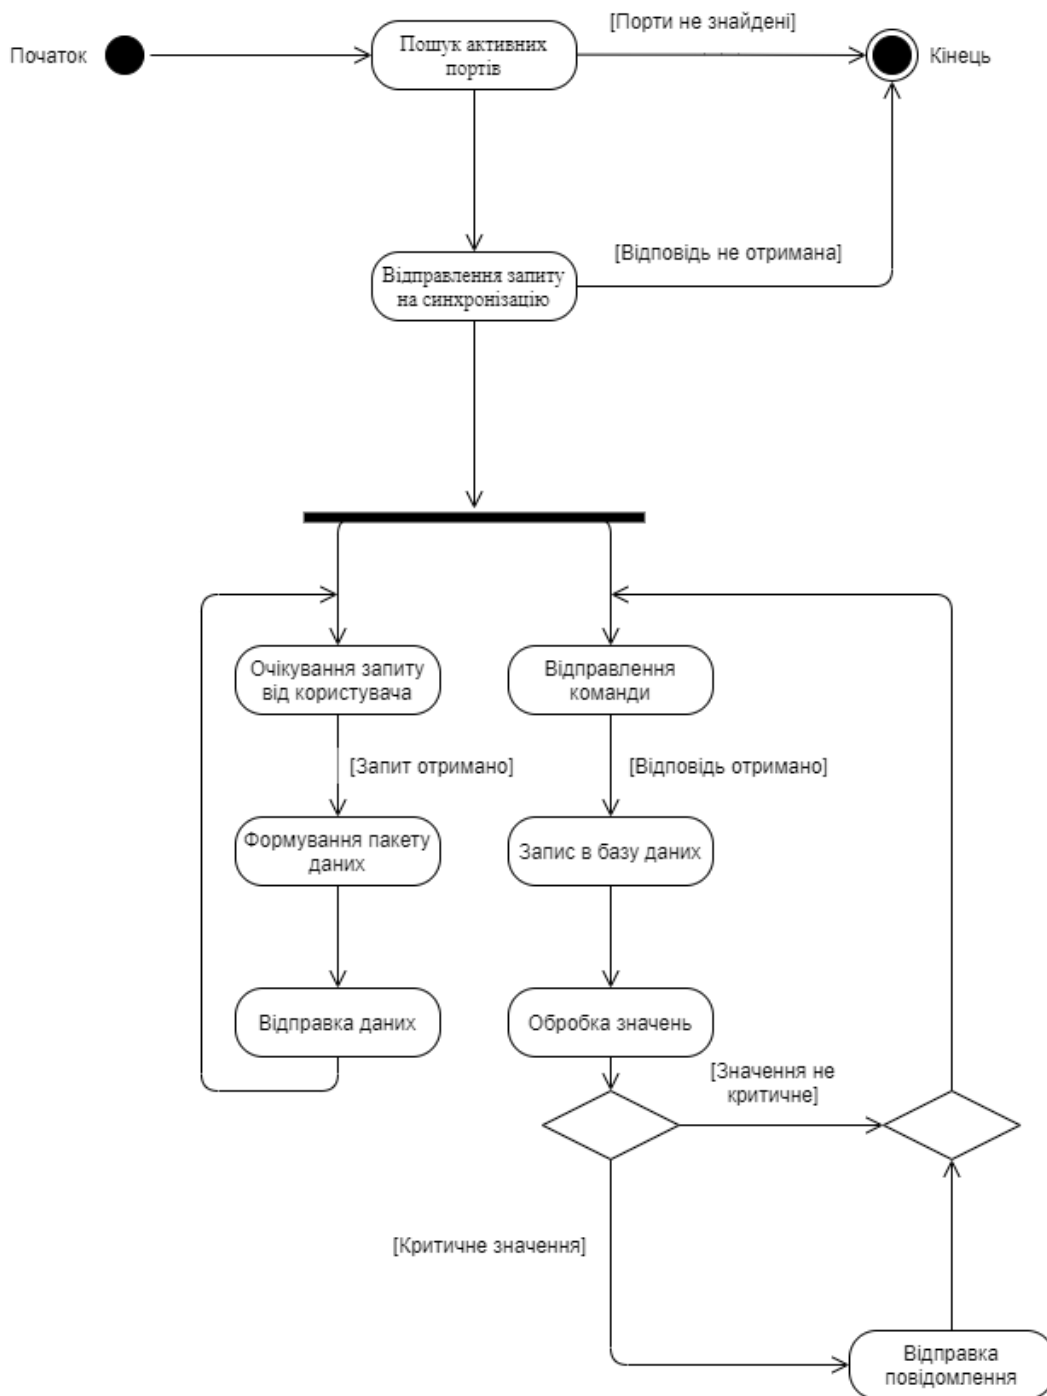 [Порти не знайдені]
Початок
Пошук активних
портів
Кінець
[Відповідь не отримана]
Відправлення запиту
на синхронізацію
Очікування запиту
від користувача
Відправлення
команди
[Запит отримано]
[Відповідь отримано]
Формування пакету
даних
Запис в базу даних
Відправка даних
Обробка значень
[Значення не
критичне]
[Критичне значення]
Відправка
повідомлення